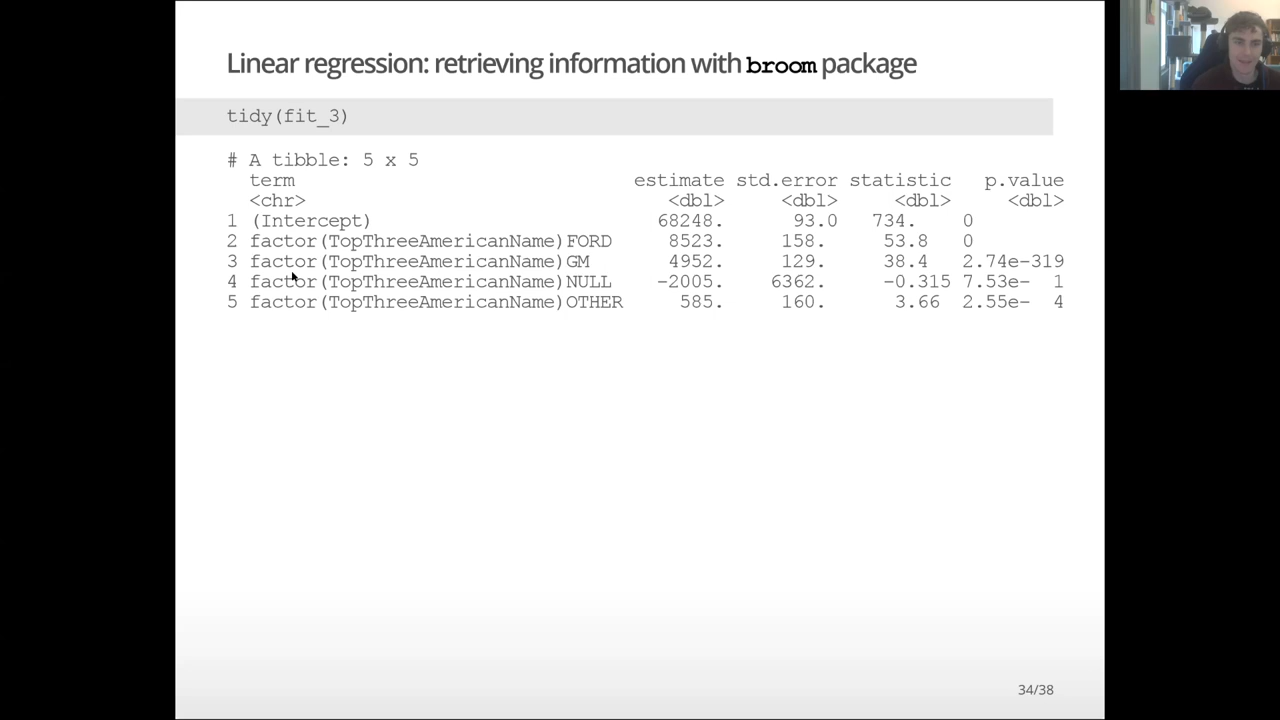 Linear regression: retrieving information with broom package
tidy(fit_3)
# A tibble: 5 x 5
term estimate std.error statistic p.value
<chr> <dbl> <dbl> <dbl> <dbl>
1 (Intercept) 68248. 93.0 734. 0
2 factor(TopThreeAmericanName)FORD 8523. 158. 53.8 0
3 factor(TopThreeAmericanName)GM 4952. 129. 38.4 2.74e-319
4 factor(TopThreeAmericanName)NULL -2005. 6362. -0.315 7.53e- 1
5 factor(TopThreeAmericanName)OTHER 585. 160. 3.66 2.55e- 4
34/38